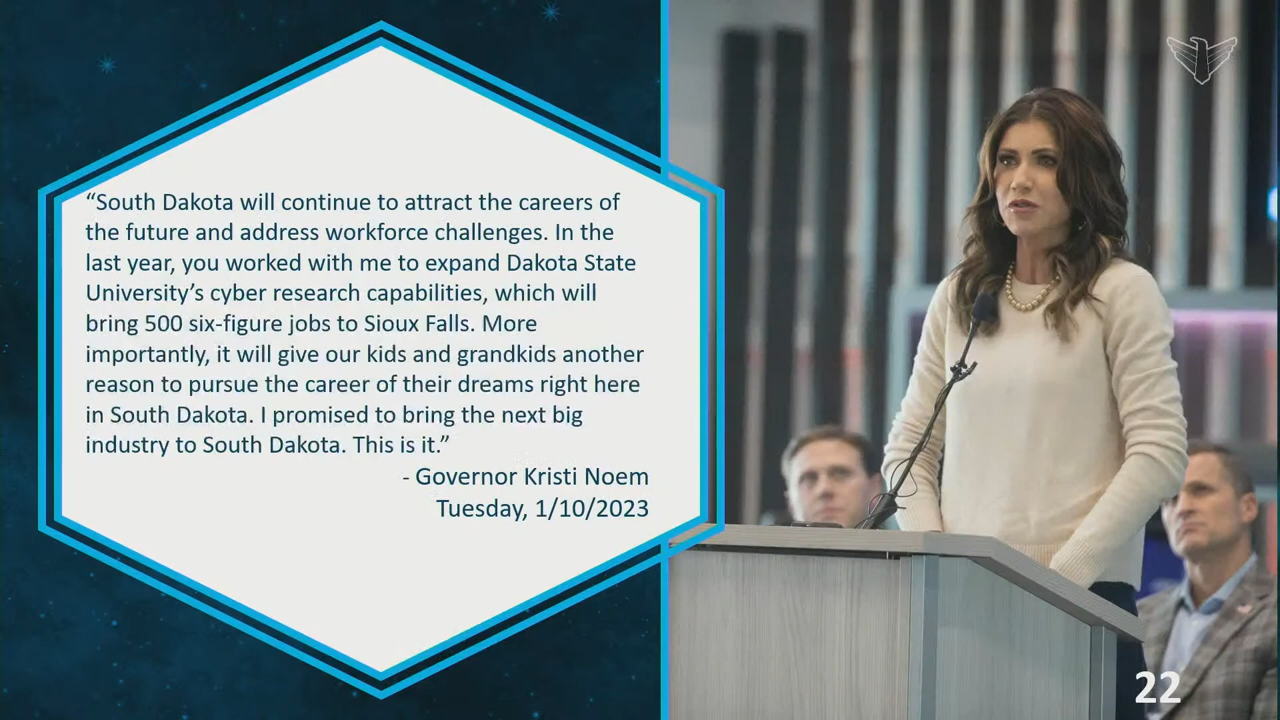 “South Dakota will continue to attract the careers of
the future and address workforce challenges. In the
last year, you worked with me to expand Dakota State
University’s cyber research capabilities, which will
bring 500 six-figure jobs to Sioux Falls. More
importantly, it will give our kids and grandkids another
reason to pursue the career of their dreams right here
in South Dakota. I promised to bring the next big
industry to South Dakota. This is it.”
- Governor Kristi Noem
Tuesday, 1/10/2023
22